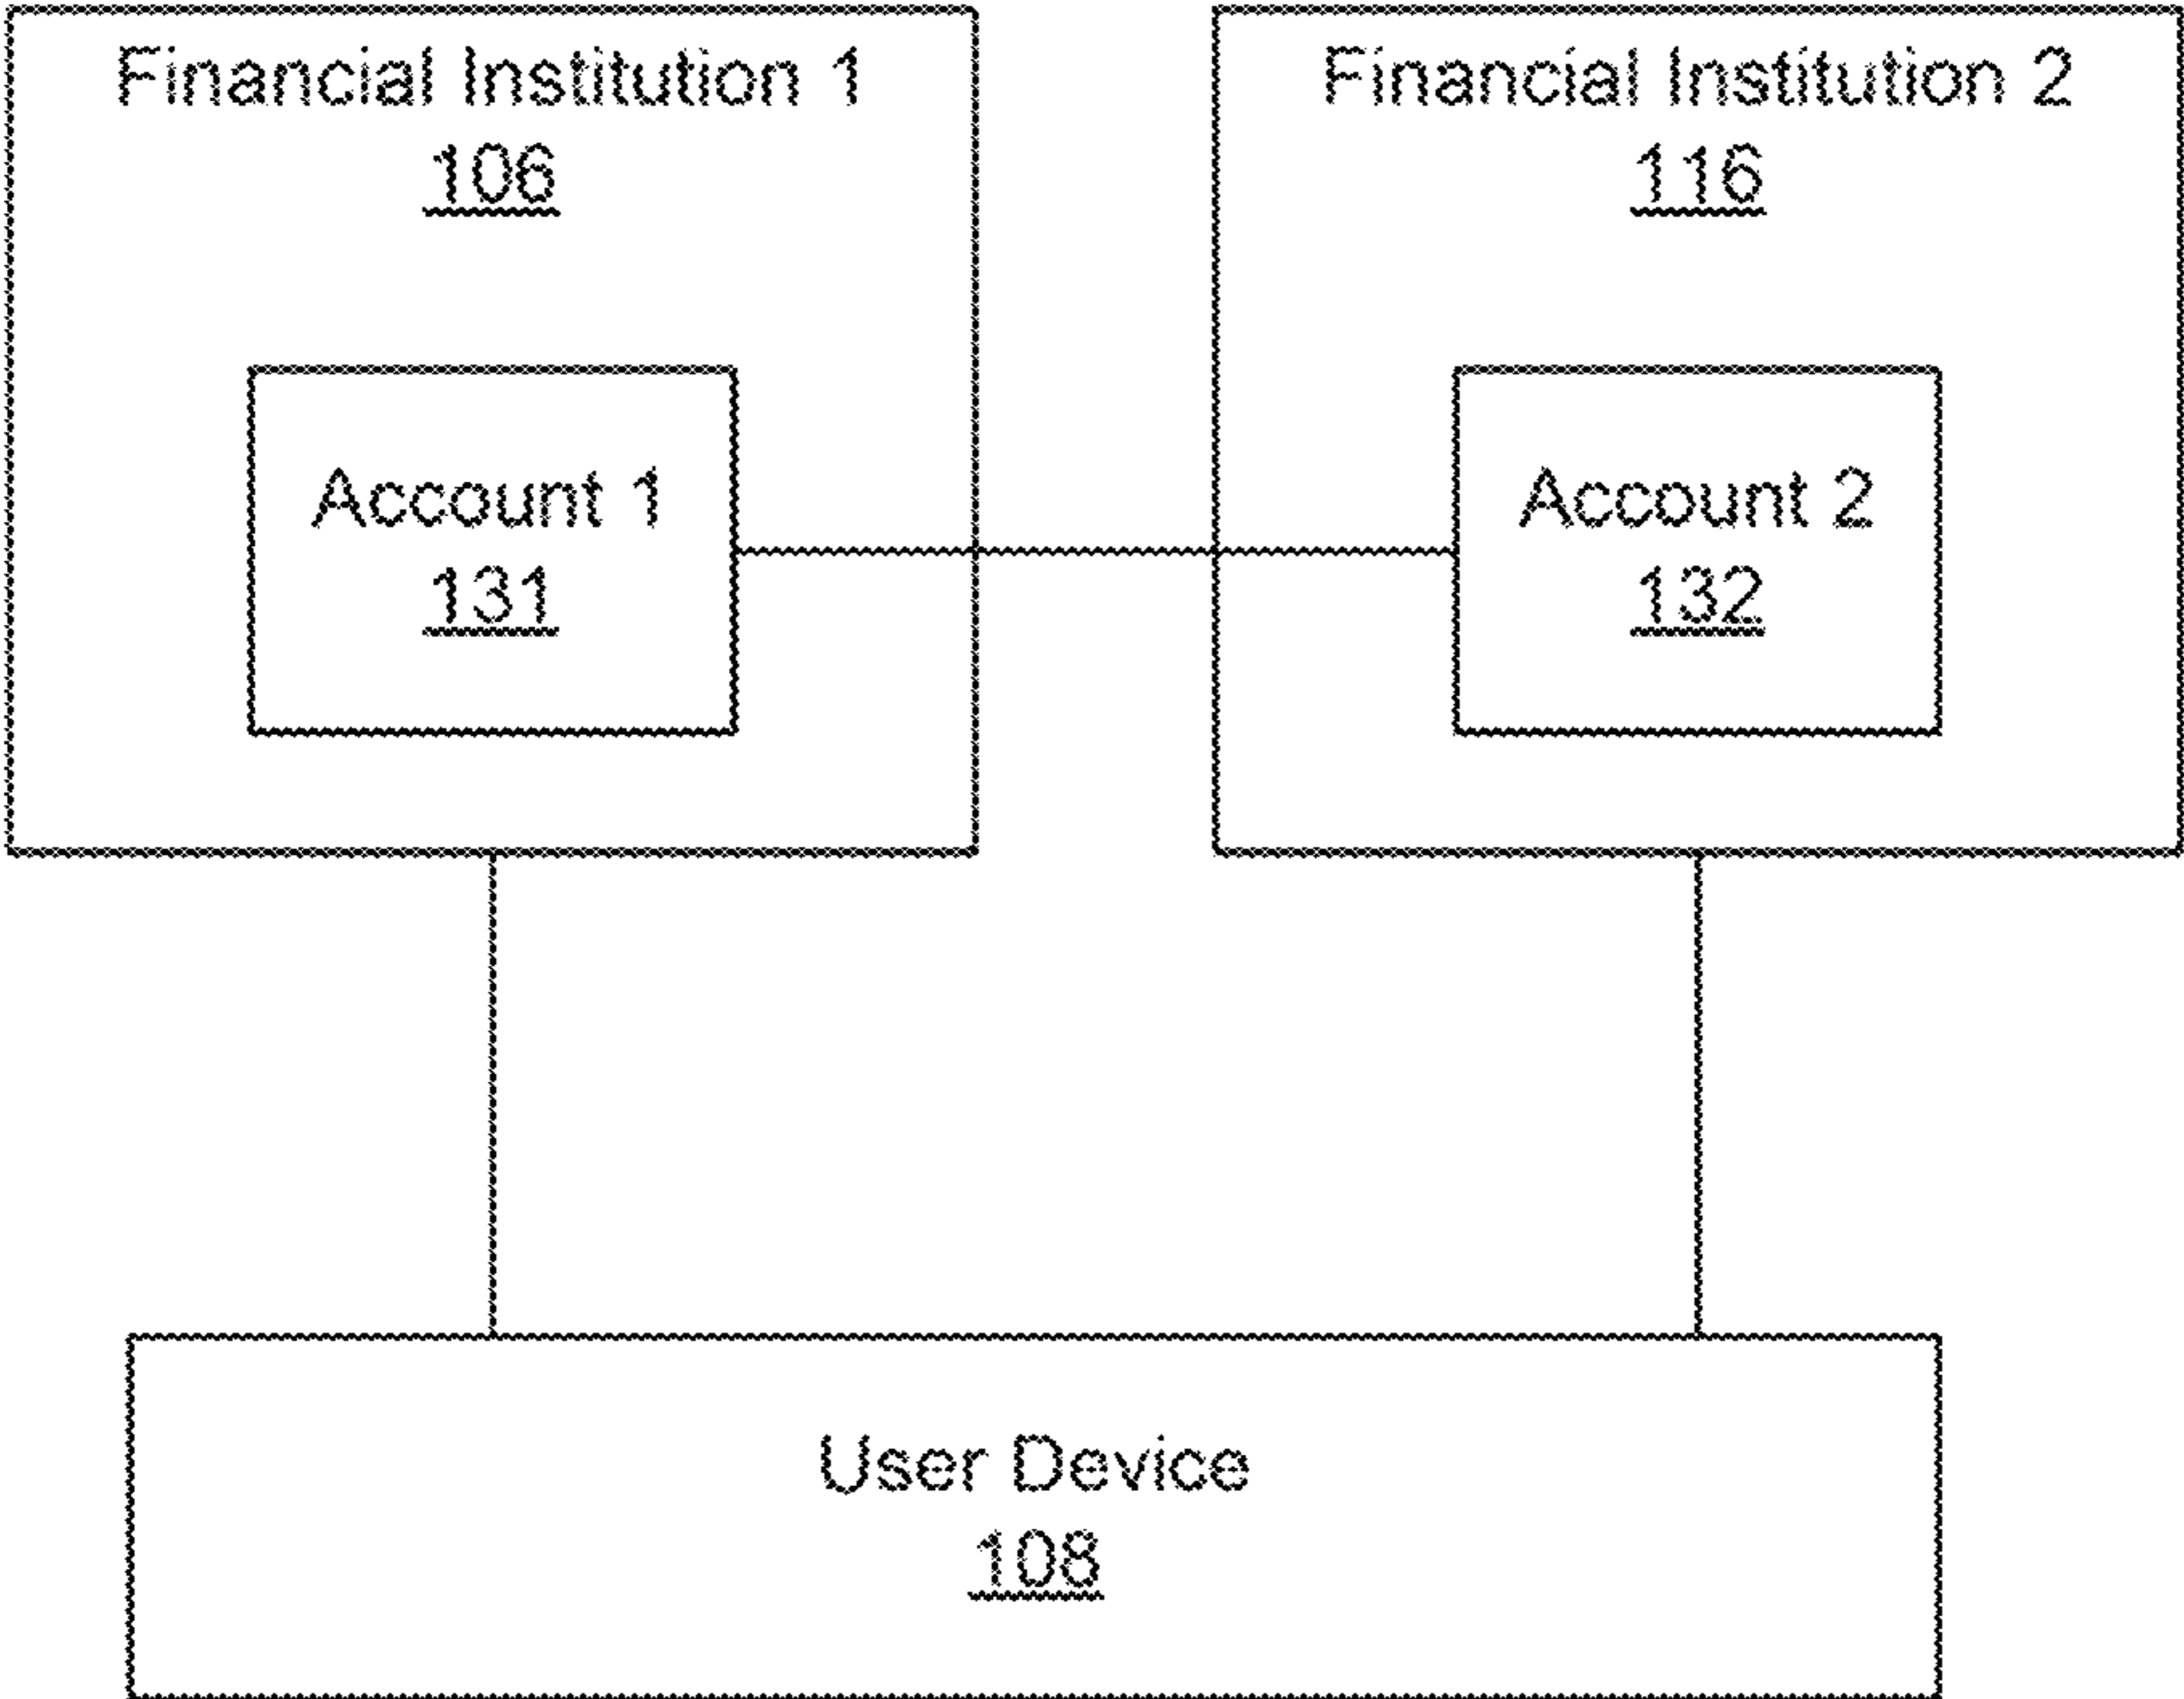 Financial Institution 1
106
Financial Institution 2
116
Account 1
131
Account 2
132
User Device
108